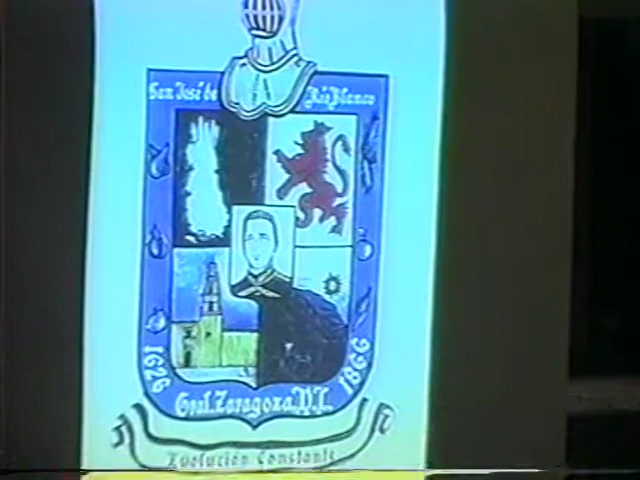 San José de Río Blanco
1626
1866
Gral. Zaragoza, N.L.
Evolución Constante